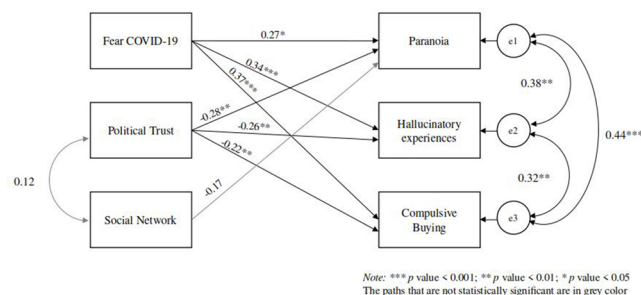 Fear COVID-19
0.27*
Paranoia
e1
0.34***
0.37***
0.38**
-0.28**
Political Trust
-0.26**
Hallucinatory
experiences
e2
0.44***
-0.22**
0.12
0.32**
-0.17
Social Network
Compulsive
Buying
e3
Note: *** p value < 0.001; ** p value < 0.01; * p value < 0.05
The paths that are not statistically significant are in grey color